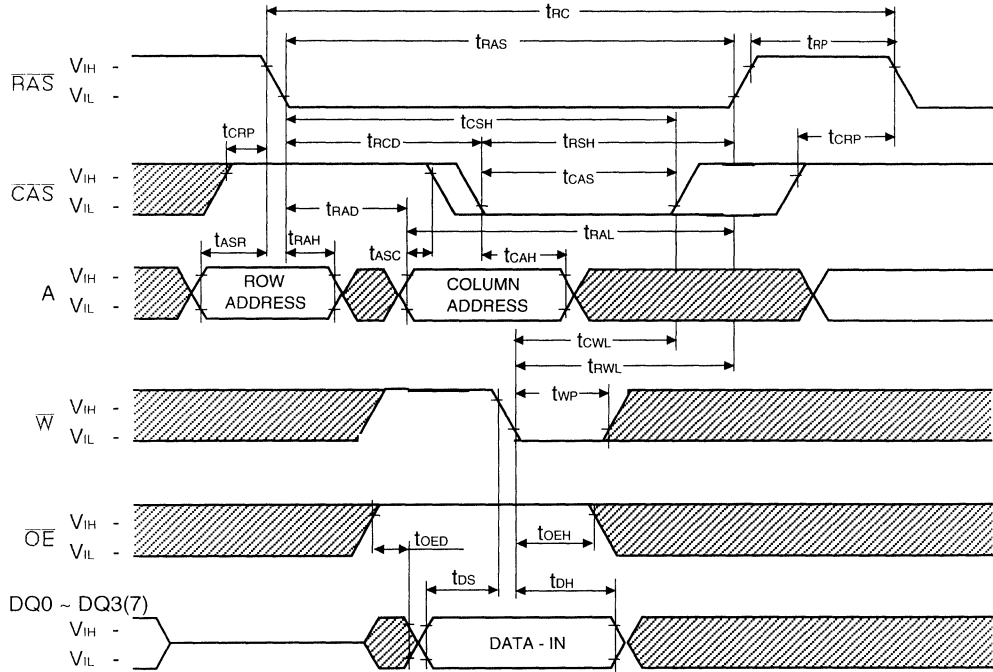 tRC
tRAS
tRP
RAS
VIH -
VIL -
tCSH
tCRP
tRCD
tRSH
tCRP
CAS
VIH -
VIL -
tCAS
tRAD
tRAL
tASR
tRAH
tASC
tCAH
A
VIH -
VIL -
ROW
ADDRESS
COLUMN
ADDRESS
tCWL
tRWL
tWP
W
VIH -
VIL -
OE
VIH -
VIL -
tOED
tOEH
tDS
tDH
DQ0 ~ DQ3(7)
VIH -
VIL -
DATA - IN